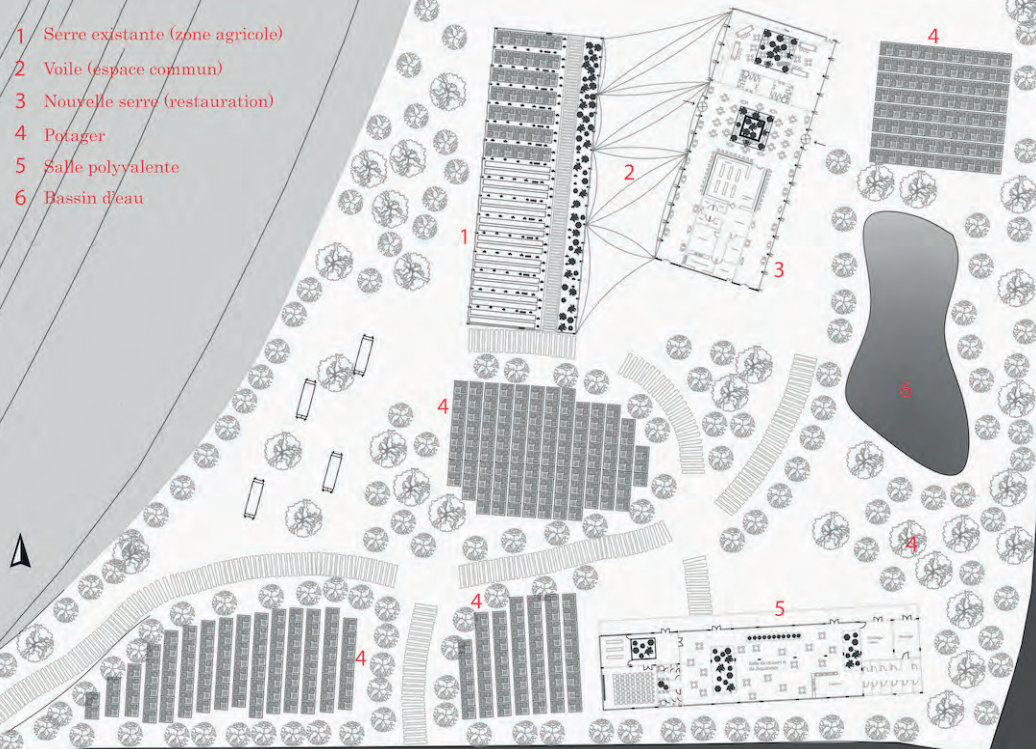 1 Serre existante (zone agricole)
2 Voile (espace commun)
3 Nouvelle serre (restauration)
4 Potager
5 Salle polyvalente
6 Bassin d'eau
4
2
1
3
4
6
4
4
4
5